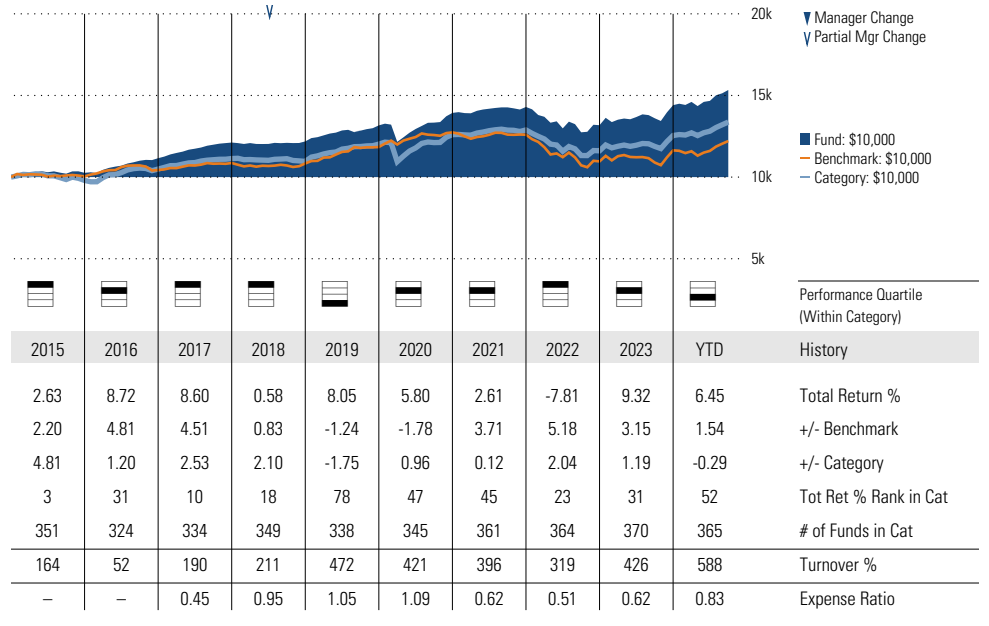 20k
▼ Manager Change
Partial Mgr Change
15k
Fund: $10,000
Benchmark: $10,000
Category: $10,000
10k
5k
Performance Quartile
(Within Category)
2015 2016 2017 2018 2019 2020 2021 2022 2023 YTD History
2.63 8.72 8.60 0.58 8.05 5.80 2.61 -7.81 9.32 6.45 Total Return %
2.20 4.81 4.51 0.83 -1.24 -1.78 3.71 5.18 3.15 1.54 +/- Benchmark
4.81 1.20 2.53 2.10 -1.75 0.96 0.12 2.04 1.19 -0.29 +/- Category
3 31 10 18 78 47 45 23 31 52 Tot Ret % Rank in Cat
351 324 334 349 338 345 361 364 370 365 # of Funds in Cat
164 52 190 211 472 421 396 319 426 588 Turnover %
– – 0.45 0.95 1.05 1.09 0.62 0.51 0.62 0.83 Expense Ratio